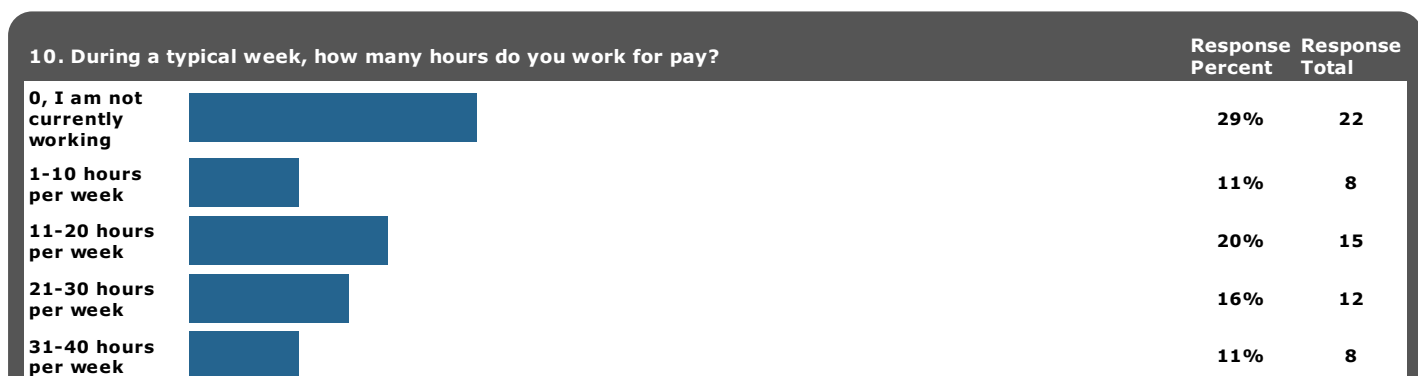 10. During a typical week, how many hours do you work for pay?
Response Response
Percent Total
0, I am not
currently
working
29% 22
1-10 hours
per week
11% 8
11-20 hours
per week
20% 15
21-30 hours
per week
16% 12
31-40 hours
per week
11% 8